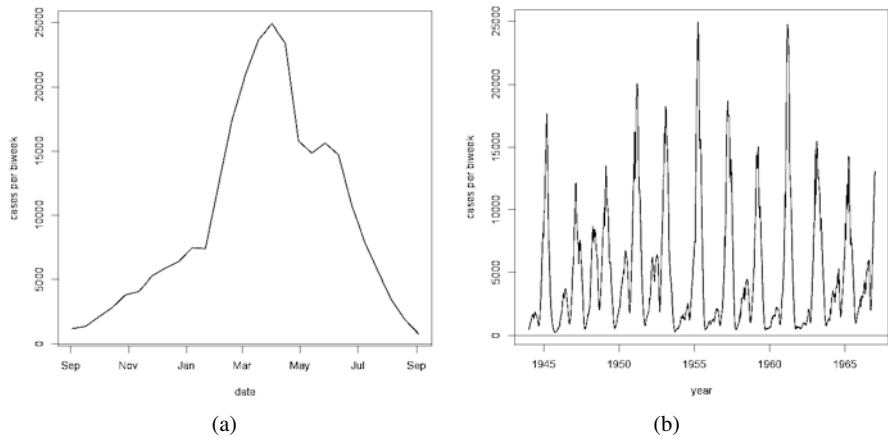 25000
20000
15000
10000
5000
0
cases per biweek
Sep Nov Jan Mar May Jul Sep
date
(a)
25000
20000
15000
10000
5000
0
cases per biweek
1945 1950 1955 1960 1965
year
(b)